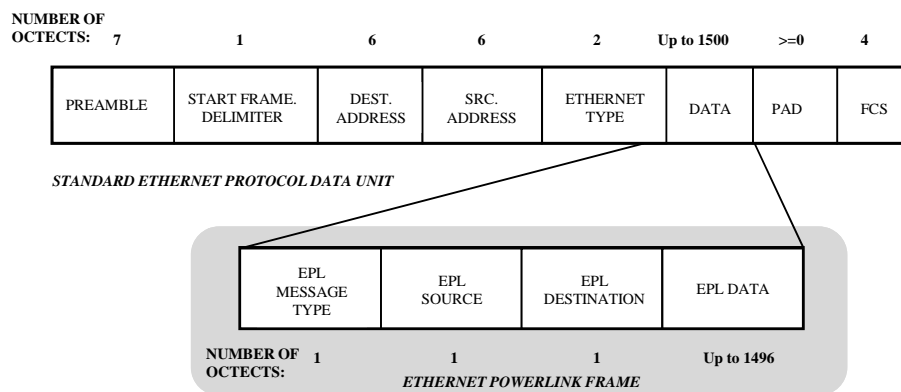 NUMBER OF
OCTECTS: 7 1 6 6 2 Up to 1500 >=0 4
PREAMBLE
START FRAME.
DELIMITER
DEST.
ADDRESS
SRC.
ADDRESS
ETHERNET
TYPE
DATA
PAD
FCS
STANDARD ETHERNET PROTOCOL DATA UNIT
EPL
MESSAGE
TYPE
EPL
SOURCE
EPL
DESTINATION
EPL DATA
NUMBER OF
OCTECTS: 1 1 1 Up to 1496
ETHERNET POWERLINK FRAME